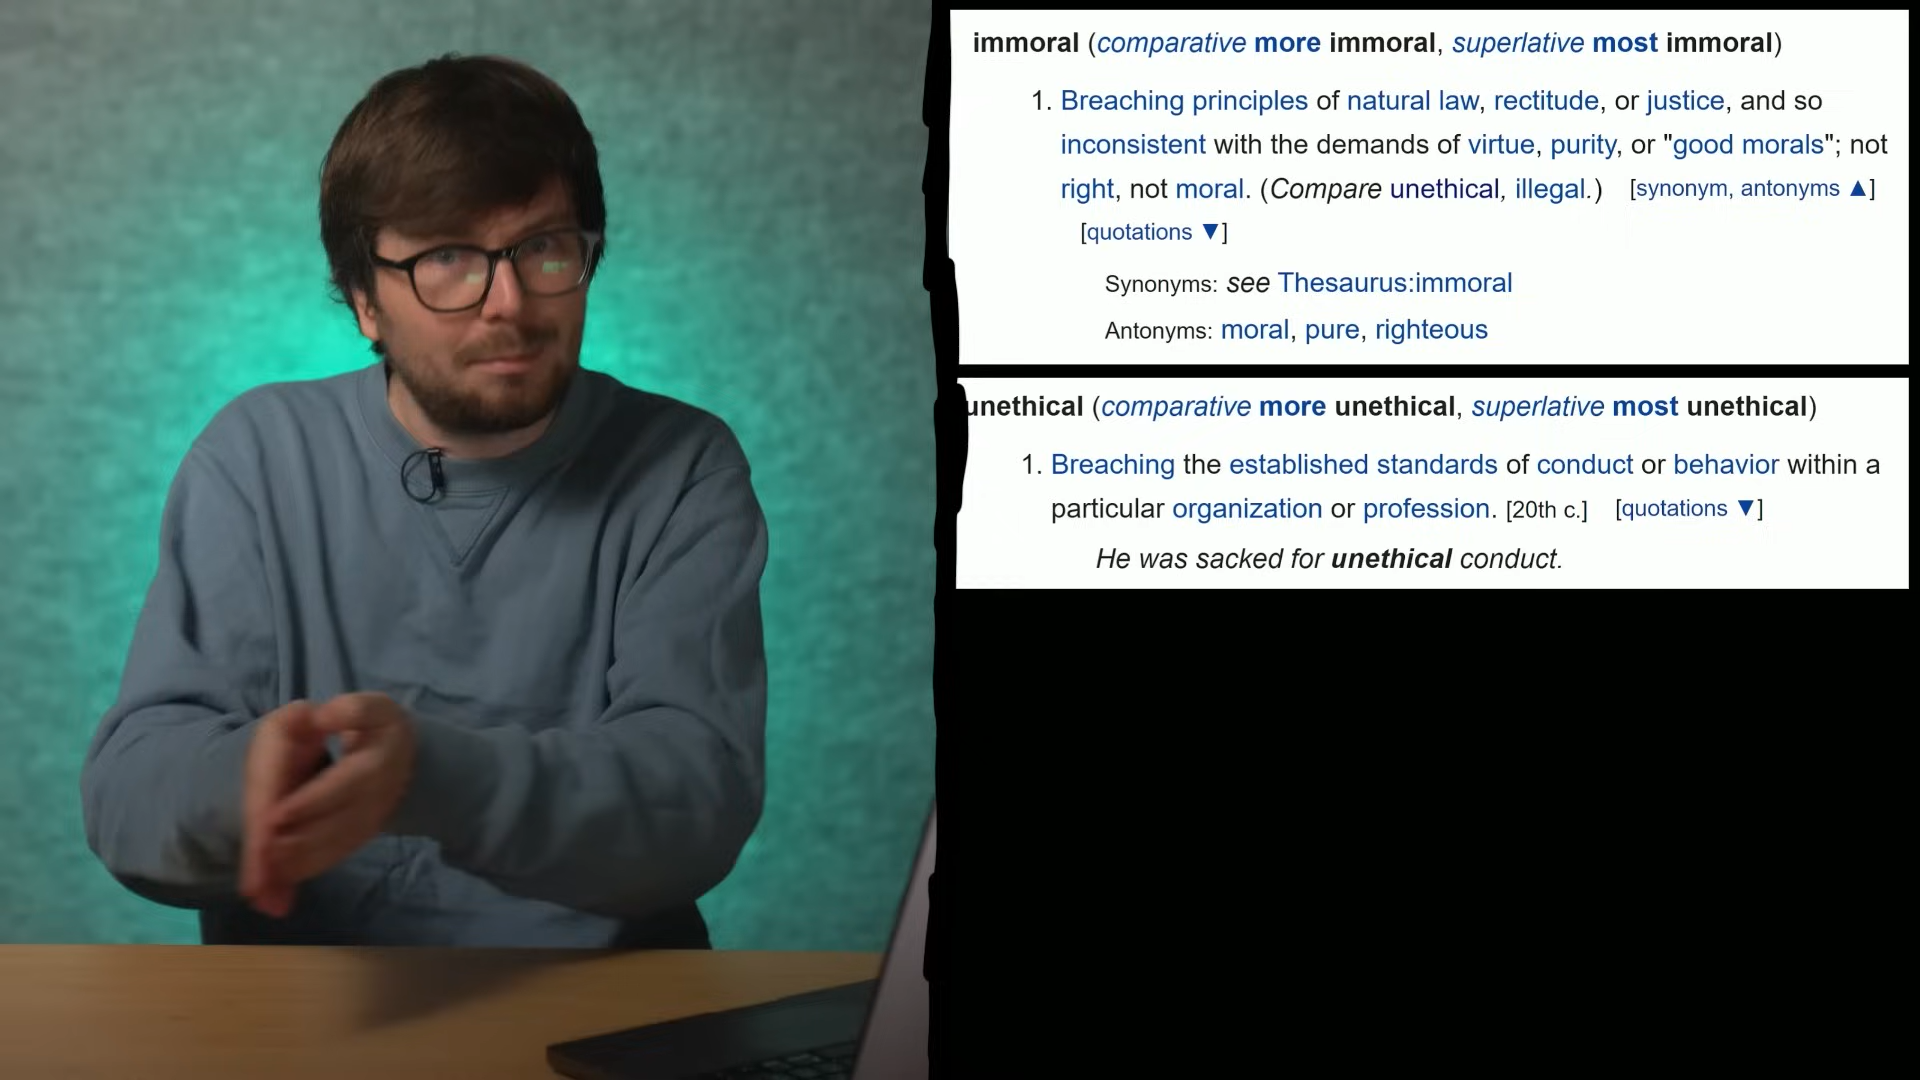 immoral (comparative more immoral, superlative most immoral)
1. Breaching principles of natural law, rectitude, or justice, and so
inconsistent with the demands of virtue, purity, or "good morals"; not
right, not moral. (Compare unethical, illegal.) [synonym, antonyms ▲]
[quotations ▼]
Synonyms: see Thesaurus:immoral
Antonyms: moral, pure, righteous
unethical (comparative more unethical, superlative most unethical)
1. Breaching the established standards of conduct or behavior within a
particular organization or profession. [20th c.] [quotations ▼]
He was sacked for unethical conduct.